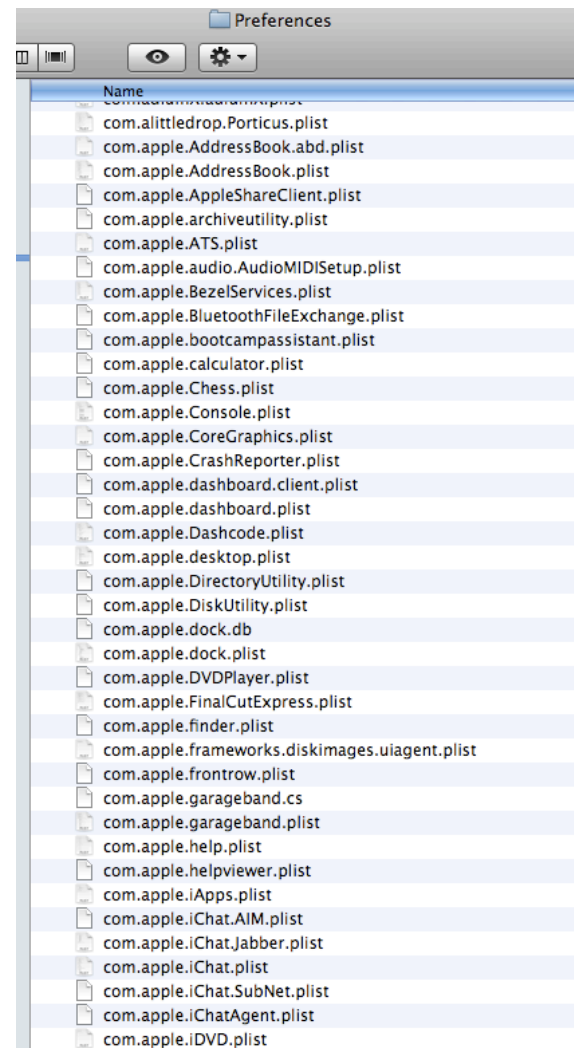 Preferences
Name
com.alittledrop.Porticus.plist
com.apple.AddressBook.abd.plist
com.apple.AddressBook.plist
com.apple.AppleShareClient.plist
com.apple.archiveutility.plist
com.apple.ATS.plist
com.apple.audio.AudioMIDISetup.plist
com.apple.BezelServices.plist
com.apple.BluetoothFileExchange.plist
com.apple.bootcampassistant.plist
com.apple.calculator.plist
com.apple.Chess.plist
com.apple.Console.plist
com.apple.CoreGraphics.plist
com.apple.CrashReporter.plist
com.apple.dashboard.client.plist
com.apple.dashboard.plist
com.apple.Dashcode.plist
com.apple.desktop.plist
com.apple.DirectoryUtility.plist
com.apple.DiskUtility.plist
com.apple.dock.db
com.apple.dock.plist
com.apple.DVDPlayer.plist
com.apple.FinalCutExpress.plist
com.apple.finder.plist
com.apple.frameworks.diskimages.uiagent.plist
com.apple.frontrow.plist
com.apple.garageband.cs
com.apple.garageband.plist
com.apple.help.plist
com.apple.helpviewer.plist
com.apple.iApps.plist
com.apple.iChat.AIM.plist
com.apple.iChat.Jabber.plist
com.apple.iChat.plist
com.apple.iChat.SubNet.plist
com.apple.iChatAgent.plist
com.apple.iDVD.plist